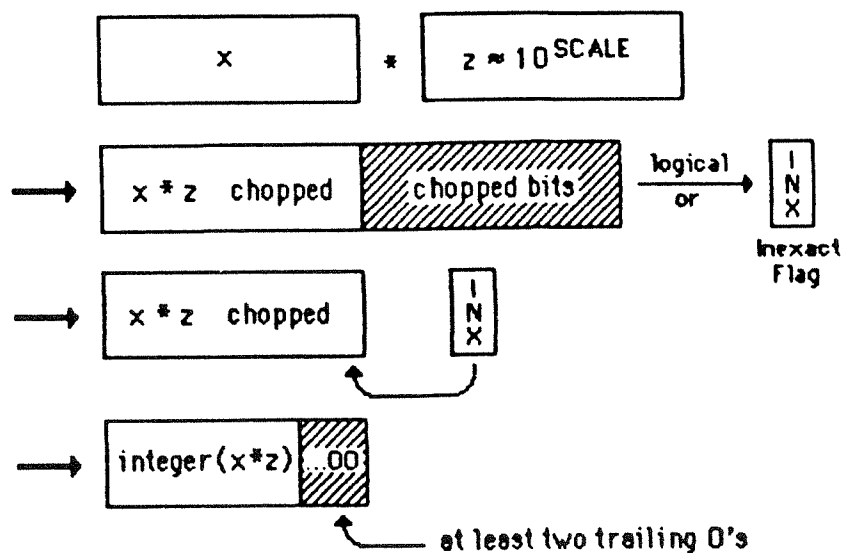 x * z ≈ 10^SCALE
x * z chopped chopped bits logical or I N X
Inexact Flag
x * z chopped I N X
integer(x*z) ...00
at least two trailing 0's